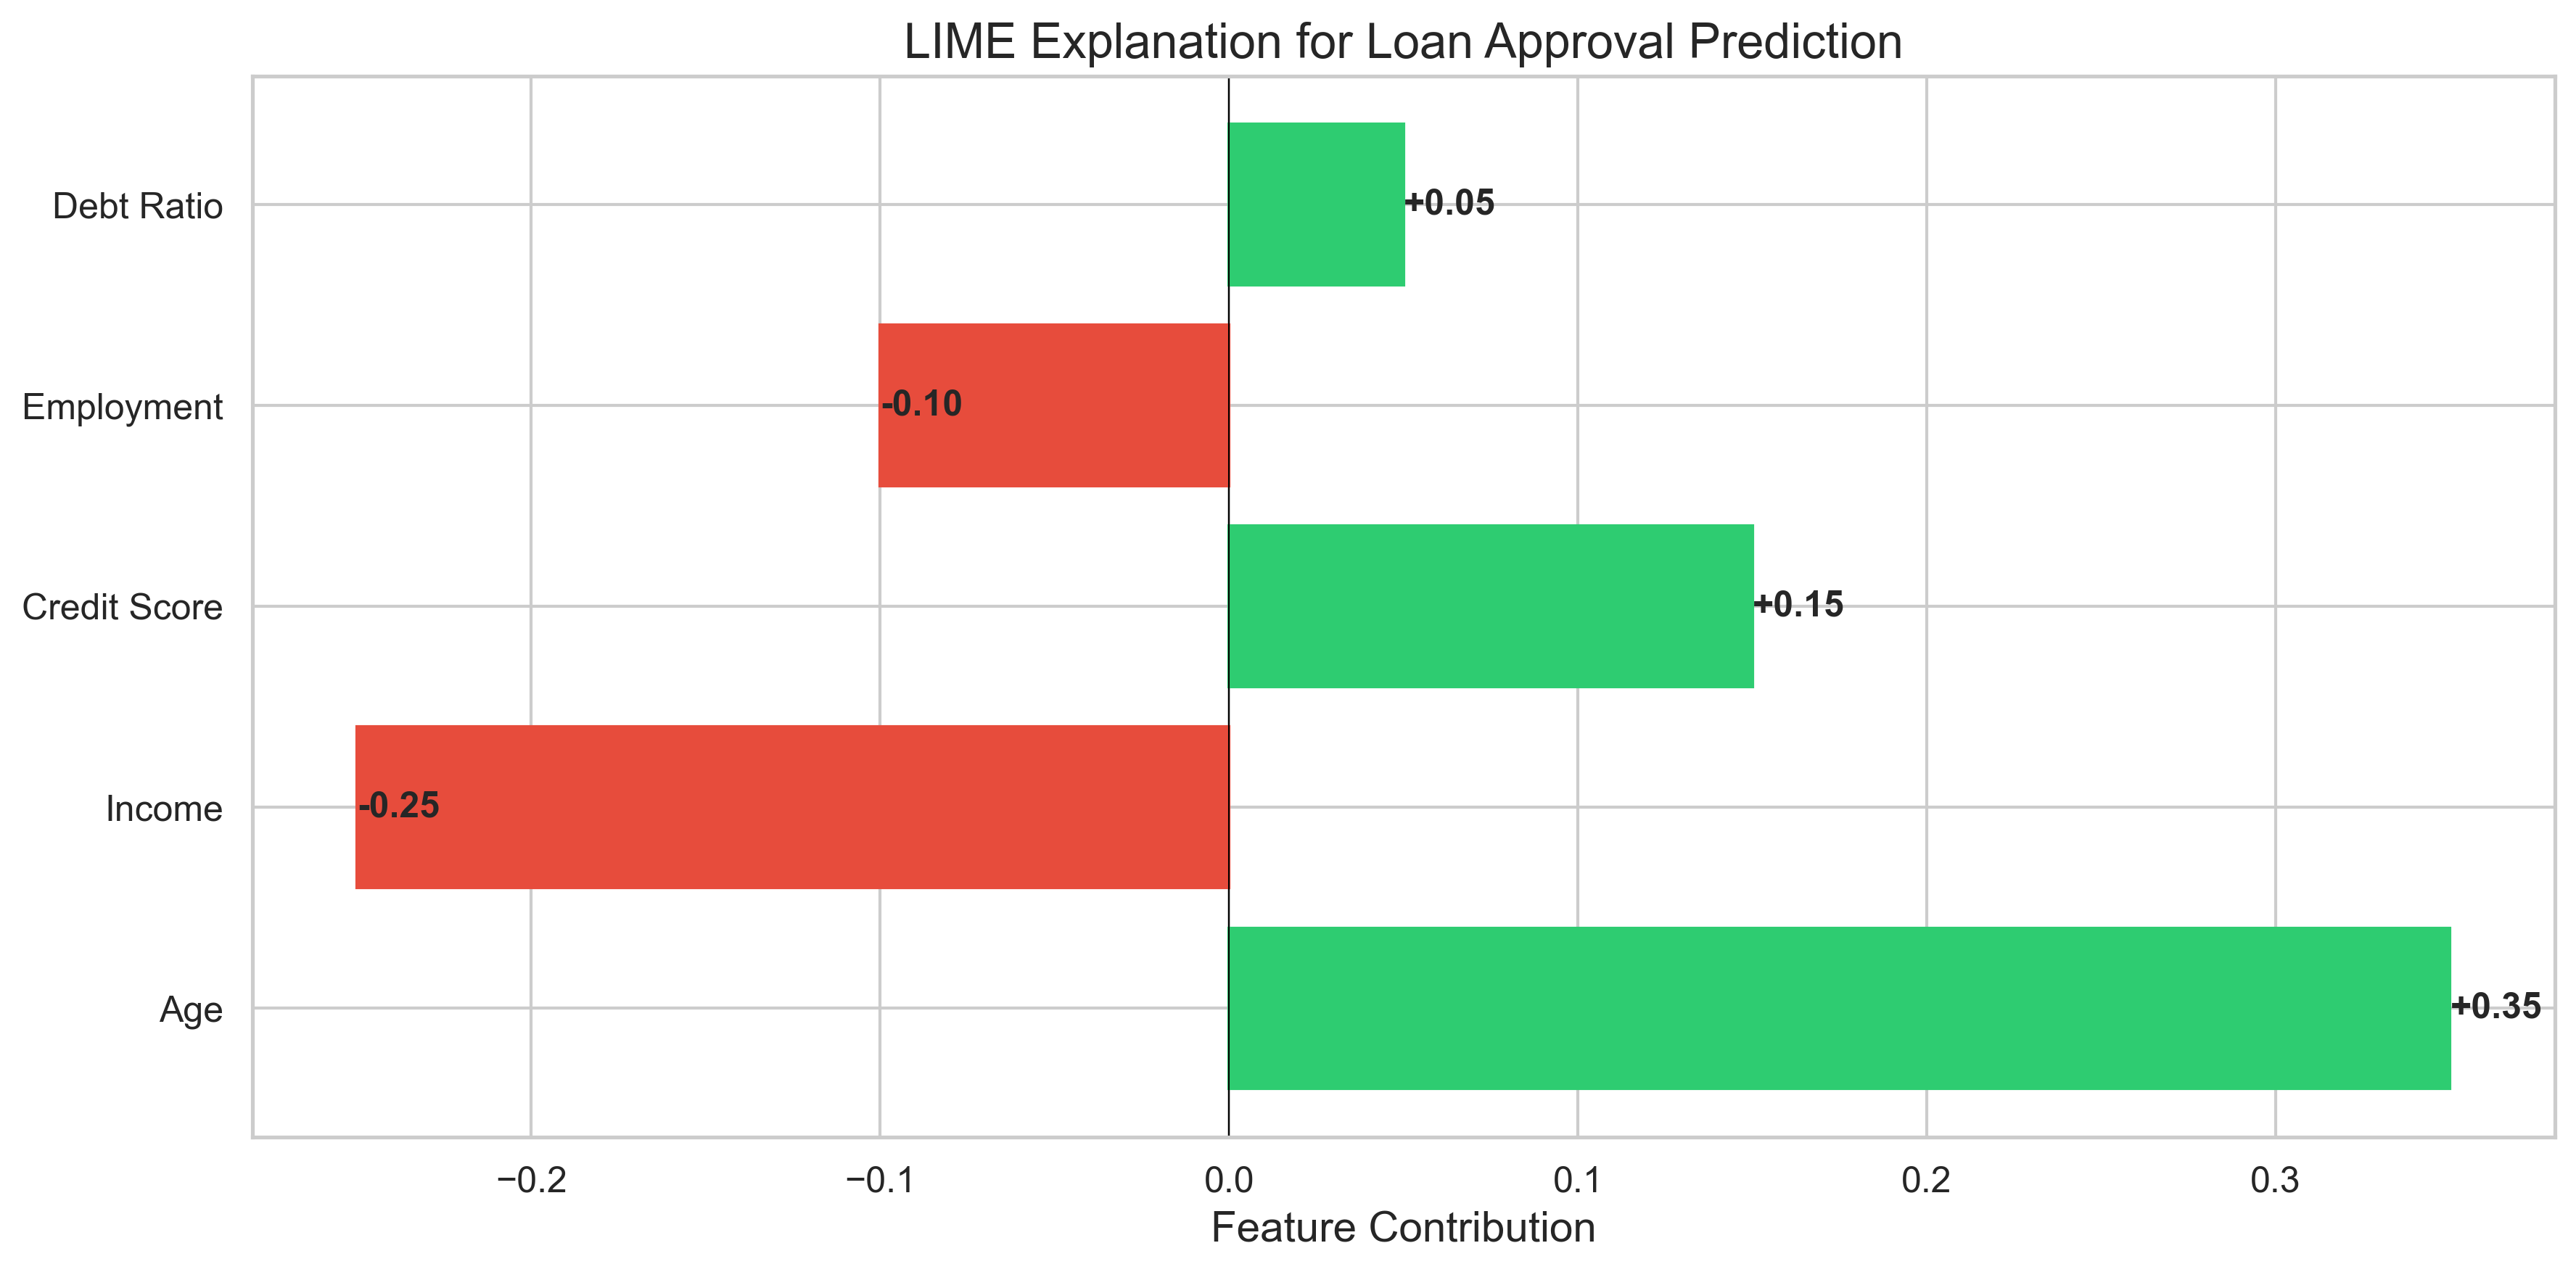 LIME Explanation for Loan Approval Prediction
Debt Ratio
+0.05
Employment
-0.10
Credit Score
+0.15
Income
-0.25
Age
+0.35
−0.2
−0.1
0.0
0.1
0.2
0.3
Feature Contribution